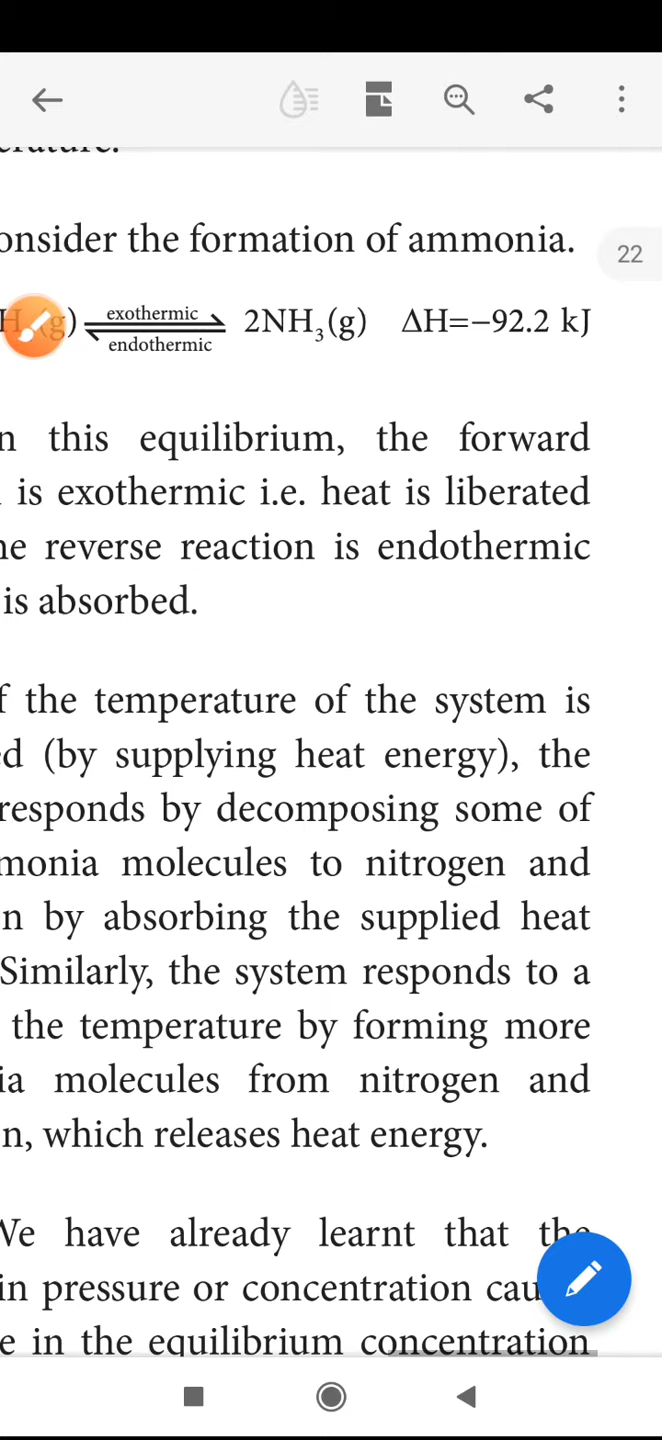 22
onsider the formation of ammonia.
(g) exothermic endothermic 2NH₃(g) ΔH=−92.2 kJ
n this equilibrium, the forward
is exothermic i.e. heat is liberated
he reverse reaction is endothermic
is absorbed.
f the temperature of the system is
ed (by supplying heat energy), the
responds by decomposing some of
monia molecules to nitrogen and
n by absorbing the supplied heat
Similarly, the system responds to a
the temperature by forming more
ia molecules from nitrogen and
n, which releases heat energy.
We have already learnt that the
in pressure or concentration cau
e in the equilibrium concentration